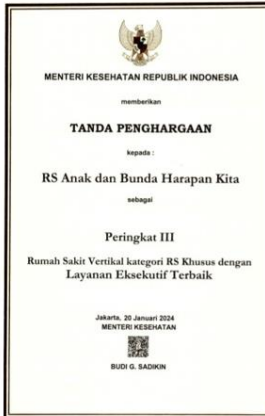 MENTERI KESEHATAN REPUBLIK INDONESIA
memberikan
TANDA PENGHARGAAN
kepada :
RS Anak dan Bunda Harapan Kita
sebagai
Peringkat III
Rumah Sakit Vertikal kategori RS Khusus dengan
Layanan Eksekutif Terbaik
Jakarta, 20 Januari 2024
MENTERI KESEHATAN
BUDI G. SADIKIN